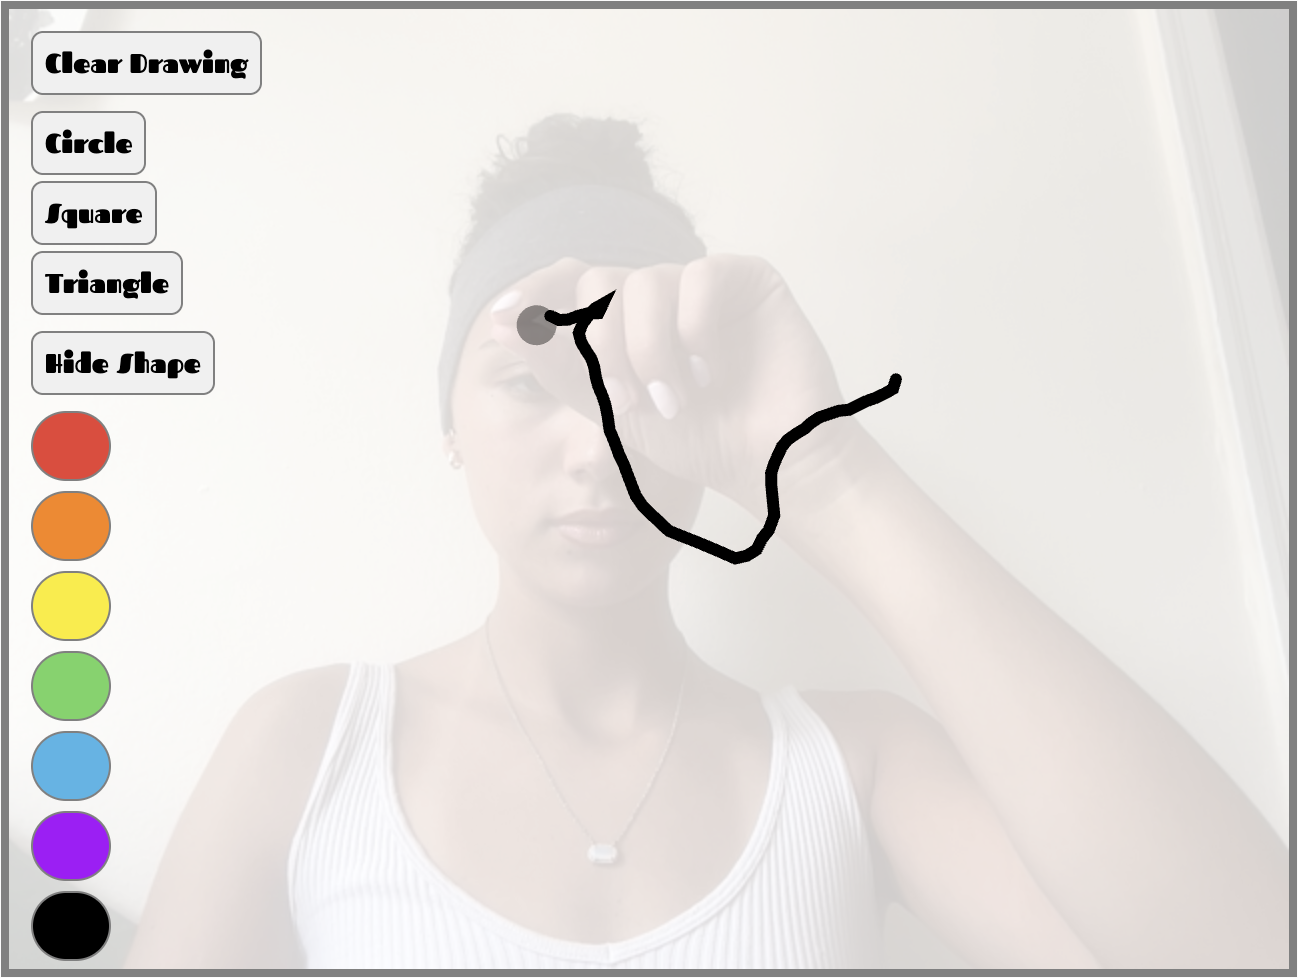 Clear Drawing
Circle
Square
Triangle
Hide Shape